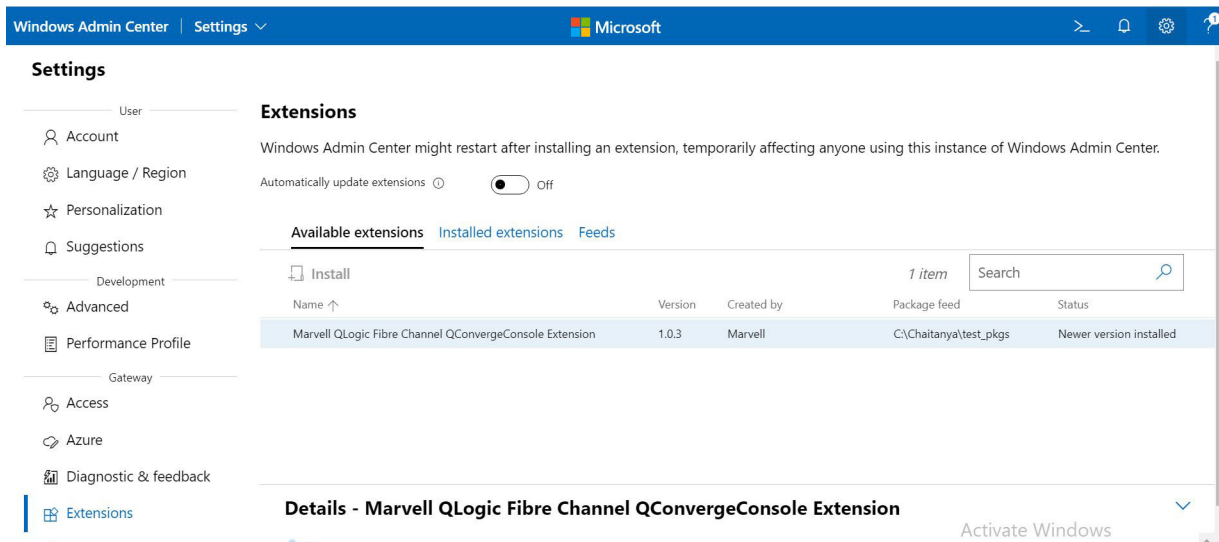 Windows Admin Center | Settings
Microsoft
1
Settings
User
Account
Language / Region
Personalization
Suggestions
Development
Advanced
Performance Profile
Gateway
Access
Azure
Diagnostic & feedback
Extensions
Extensions
Windows Admin Center might restart after installing an extension, temporarily affecting anyone using this instance of Windows Admin Center.
Automatically update extensions Off
Available extensions Installed extensions Feeds
Install 1 item Search
Name Version Created by Package feed Status
Marvell QLogic Fibre Channel QConvergeConsole Extension 1.0.3 Marvell C:\Chaitanya\test_pkgs Newer version installed
Details - Marvell QLogic Fibre Channel QConvergeConsole Extension
Activate Windows